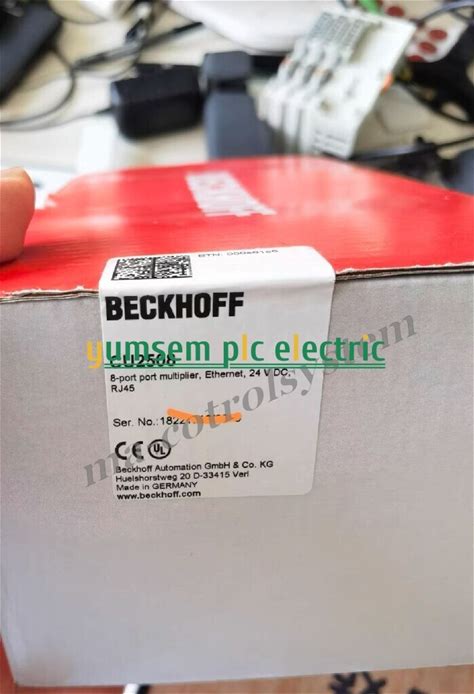 BECKHOFF
BECKHOFF
yumsem plc electric
CU2508
8-port port multiplier, Ethernet, 24 V DC,
RJ45
Ser. No.:
Beckhoff Automation GmbH & Co. KG
Huelshorstweg 20 D-33415 Verl
Made in GERMANY
www.beckhoff.com